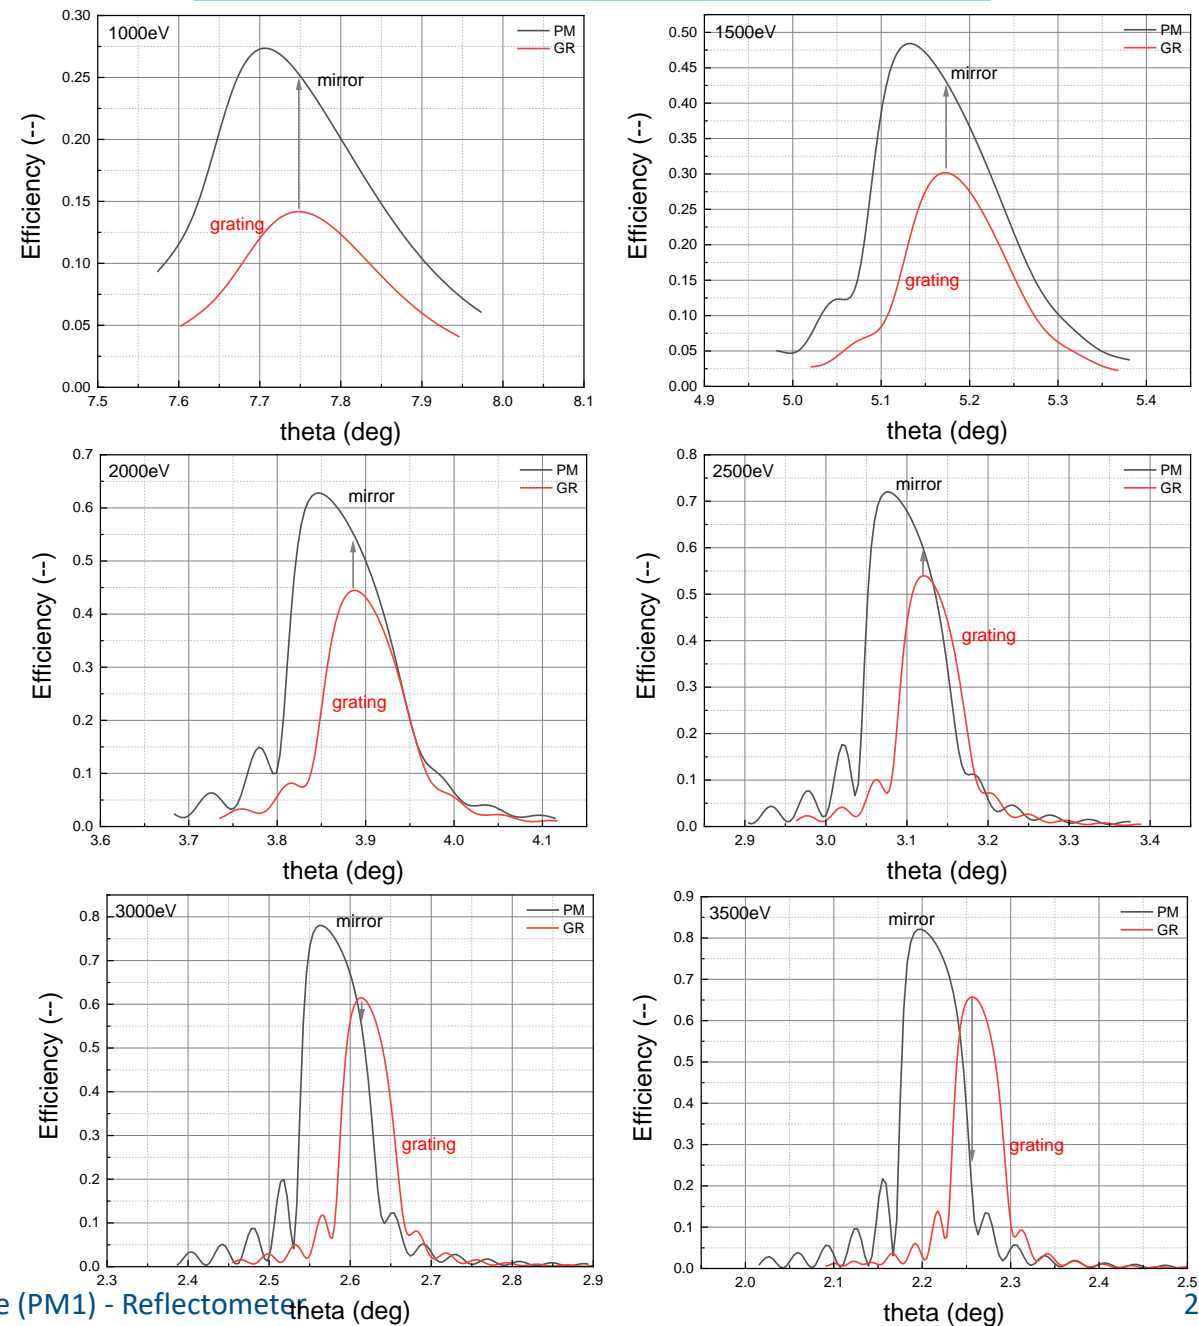 1000eV
PM
GR
mirror
grating
Efficiency (--)
0.30
0.25
0.20
0.15
0.10
0.05
0.00
7.5 7.6 7.7 7.8 7.9 8.0 8.1
theta (deg)
1500eV
PM
GR
mirror
grating
Efficiency (--)
0.50
0.45
0.40
0.35
0.30
0.25
0.20
0.15
0.10
0.05
0.00
4.9 5.0 5.1 5.2 5.3 5.4
theta (deg)
2000eV
PM
GR
mirror
grating
Efficiency (--)
0.7
0.6
0.5
0.4
0.3
0.2
0.1
0.0
3.6 3.7 3.8 3.9 4.0 4.1
theta (deg)
2500eV
PM
GR
mirror
grating
Efficiency (--)
0.8
0.7
0.6
0.5
0.4
0.3
0.2
0.1
0.0
2.9 3.0 3.1 3.2 3.3 3.4
theta (deg)
3000eV
PM
GR
mirror
grating
Efficiency (--)
0.8
0.7
0.6
0.5
0.4
0.3
0.2
0.1
0.0
2.3 2.4 2.5 2.6 2.7 2.8 2.9
theta (deg)
3500eV
PM
GR
mirror
grating
Efficiency (--)
0.9
0.8
0.7
0.6
0.5
0.4
0.3
0.2
0.1
0.0
2.0 2.1 2.2 2.3 2.4 2.5
theta (deg)
e (PM1) - Reflectometer
2